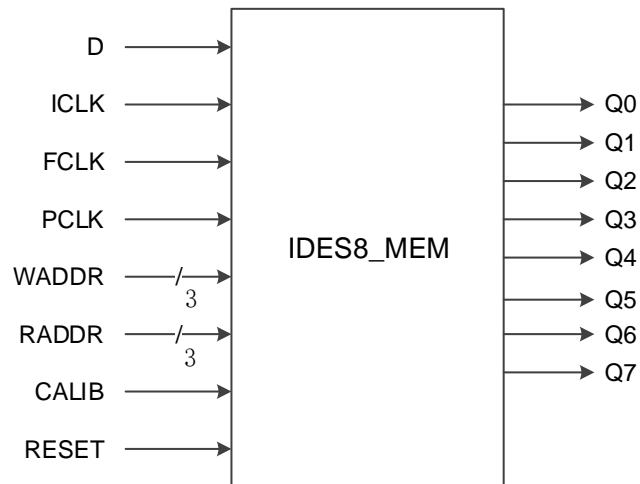 D
ICLK
FCLK
PCLK
WADDR
/
3
RADDR
/
3
CALIB
RESET
IDES8_MEM
Q0
Q1
Q2
Q3
Q4
Q5
Q6
Q7